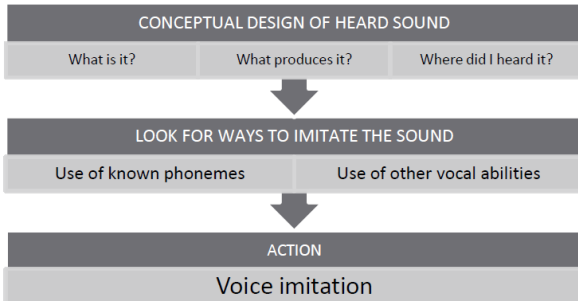 CONCEPTUAL DESIGN OF HEARD SOUND
What is it? What produces it? Where did I heard it?
LOOK FOR WAYS TO IMITATE THE SOUND
Use of known phonemes Use of other vocal abilities
ACTION
Voice imitation